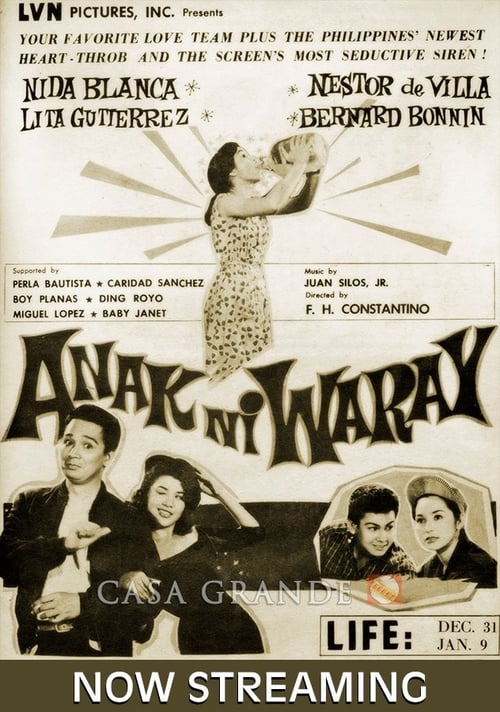 LVN PICTURES, INC. Presents
YOUR FAVORITE LOVE TEAM PLUS THE PHILIPPINES' NEWEST
HEART-THROB AND THE SCREEN'S MOST SEDUCTIVE SIREN!
NIDA BLANCA * * NESTOR de VILLA
LITA GUTIERREZ * * BERNARD BONNIN
Supported by
PERLA BAUTISTA ★ CARIDAD SANCHEZ
BOY PLANAS ★ DING ROYO
MIGUEL LOPEZ ★ BABY JANET
Music by
JUAN SILOS, JR.
Directed by
F. H. CONSTANTINO
ANAK NI WARAY
CASA GRANDE
LIFE: DEC. 31
JAN. 9
NOW STREAMING